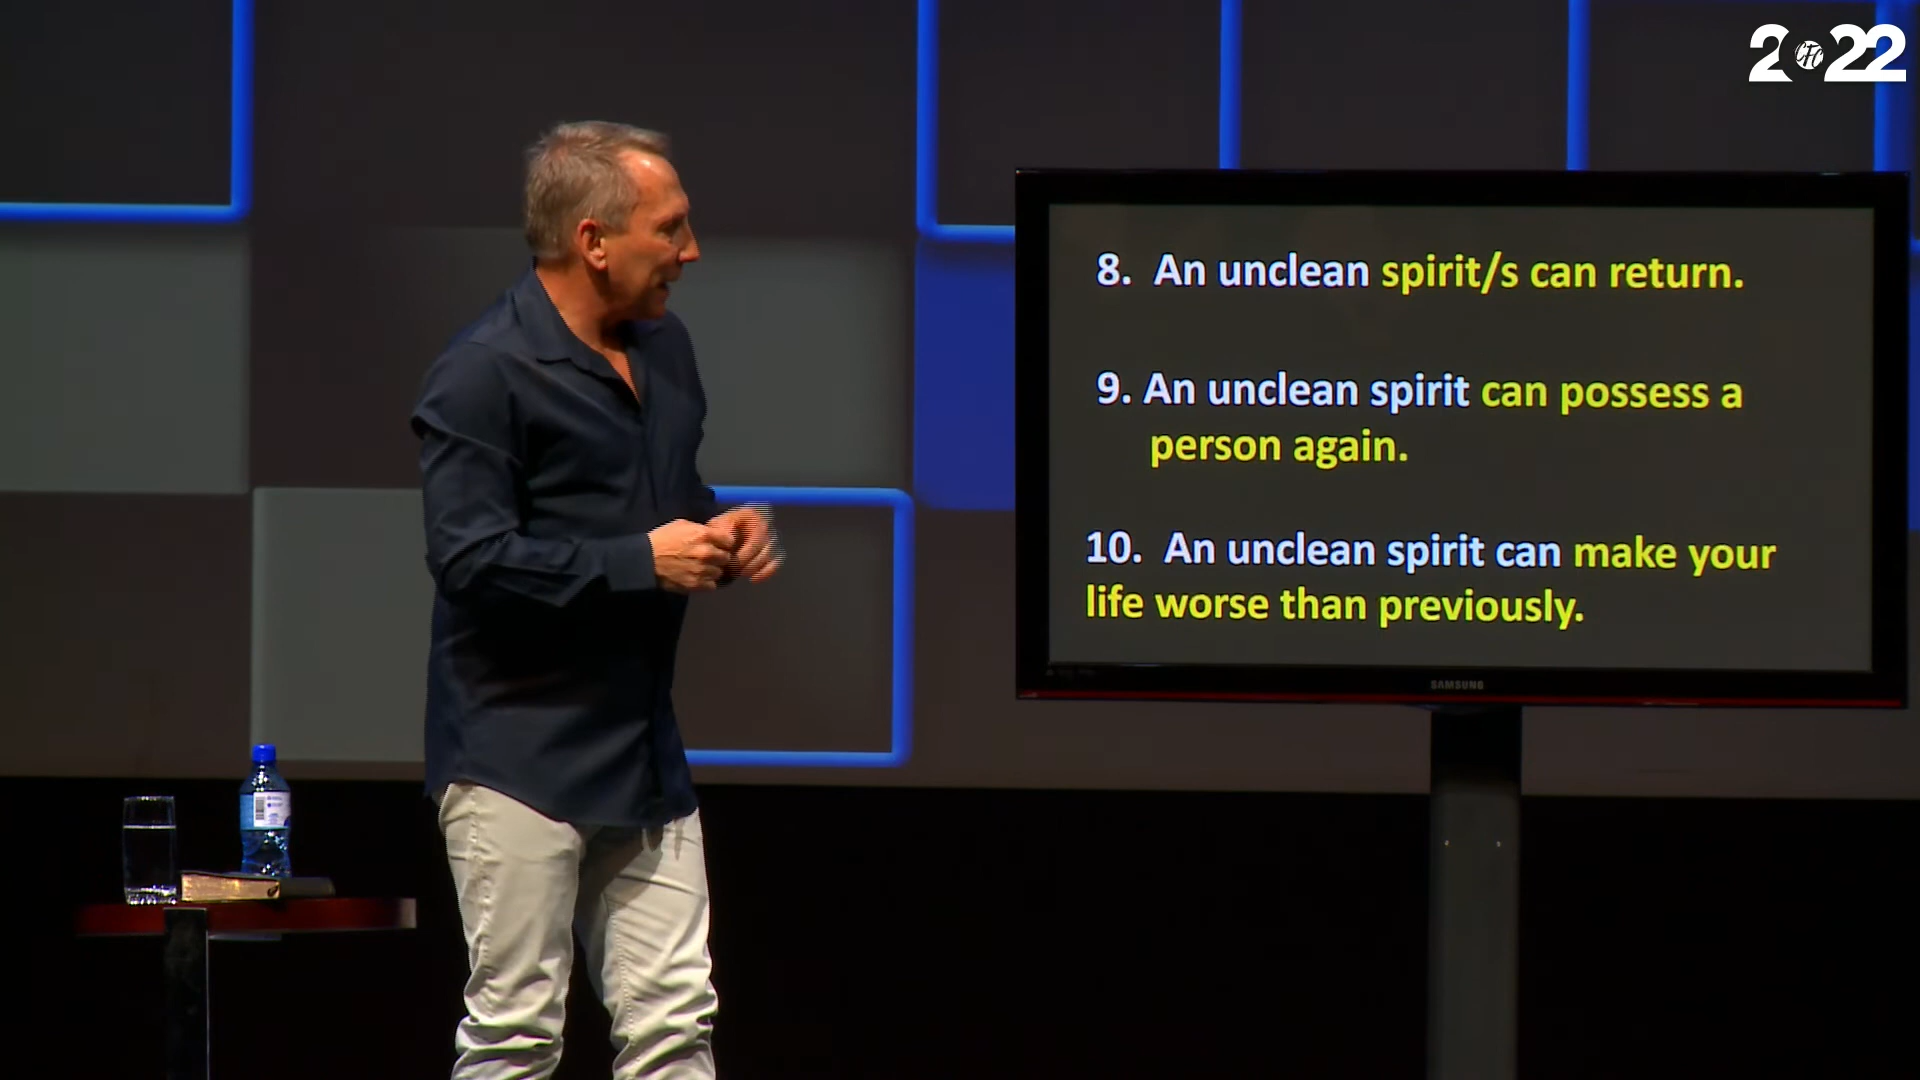 2022
8. An unclean spirit/s can return.
9. An unclean spirit can possess a
person again.
10. An unclean spirit can make your
life worse than previously.
SAMSUNG